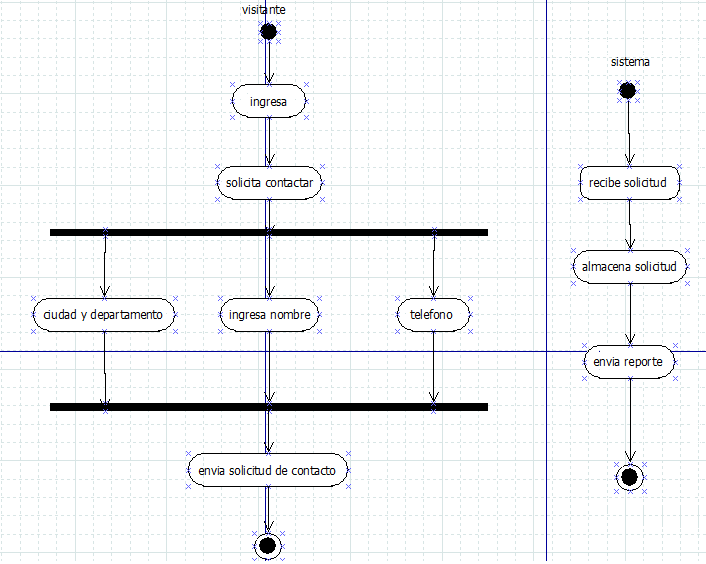 visitante
ingresa
solicita contactar
ciudad y departamento
ingresa nombre
telefono
envia solicitud de contacto
sistema
recibe solicitud
almacena solicitud
envia reporte